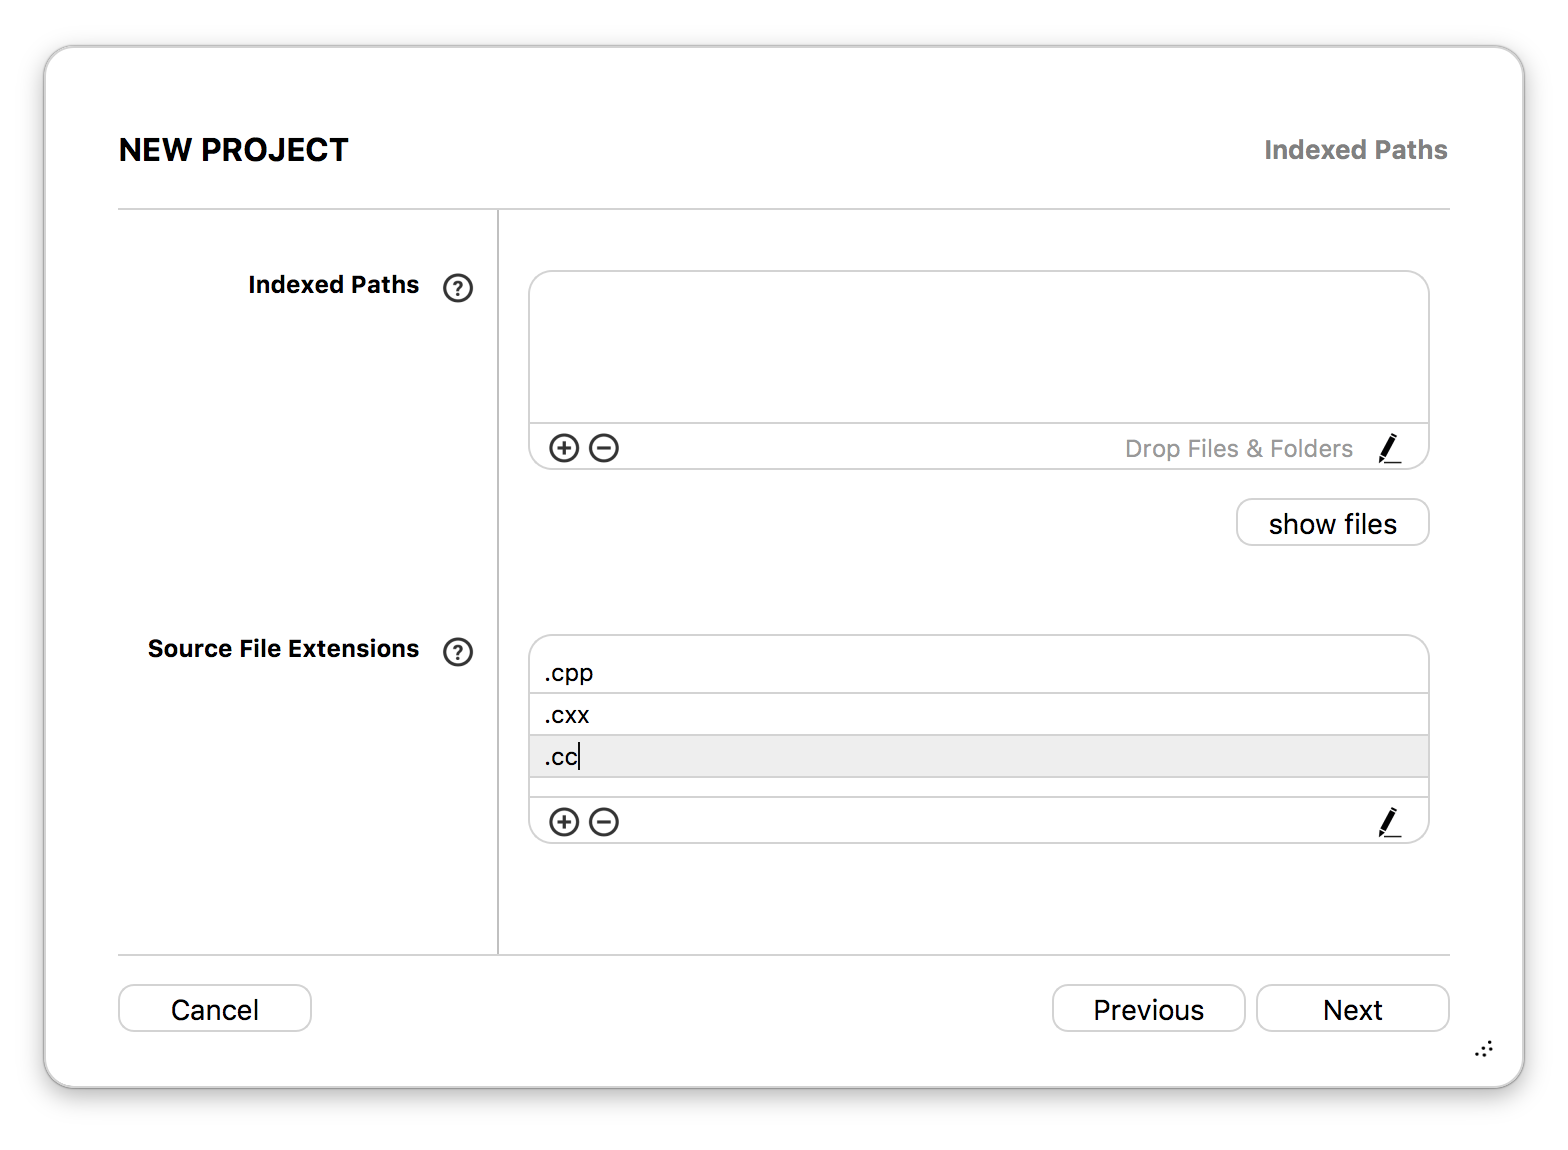 NEW PROJECT
Indexed Paths
Indexed Paths ?
Drop Files & Folders
show files
Source File Extensions ?
.cpp
.cxx
.cc
Cancel
Previous
Next